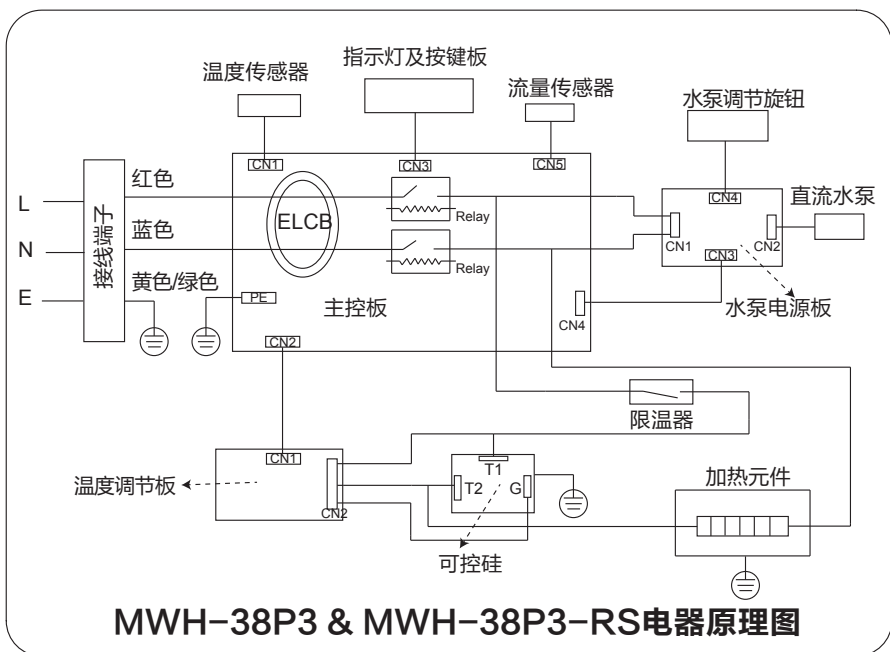 指示灯及按键板
温度传感器
流量传感器
水泵调节旋钮
CN1
CN3
CN5
CN4
直流水泵
红色
L
ELCB
Relay
蓝色
N
接线端子
CN1
CN2
Relay
CN3
黄色/绿色
E
PE
主控板
CN4
水泵电源板
CN2
限温器
CN1
T1
加热元件
温度调节板
T2
G
CN2
可控硅
MWH-38P3 & MWH-38P3-RS电器原理图